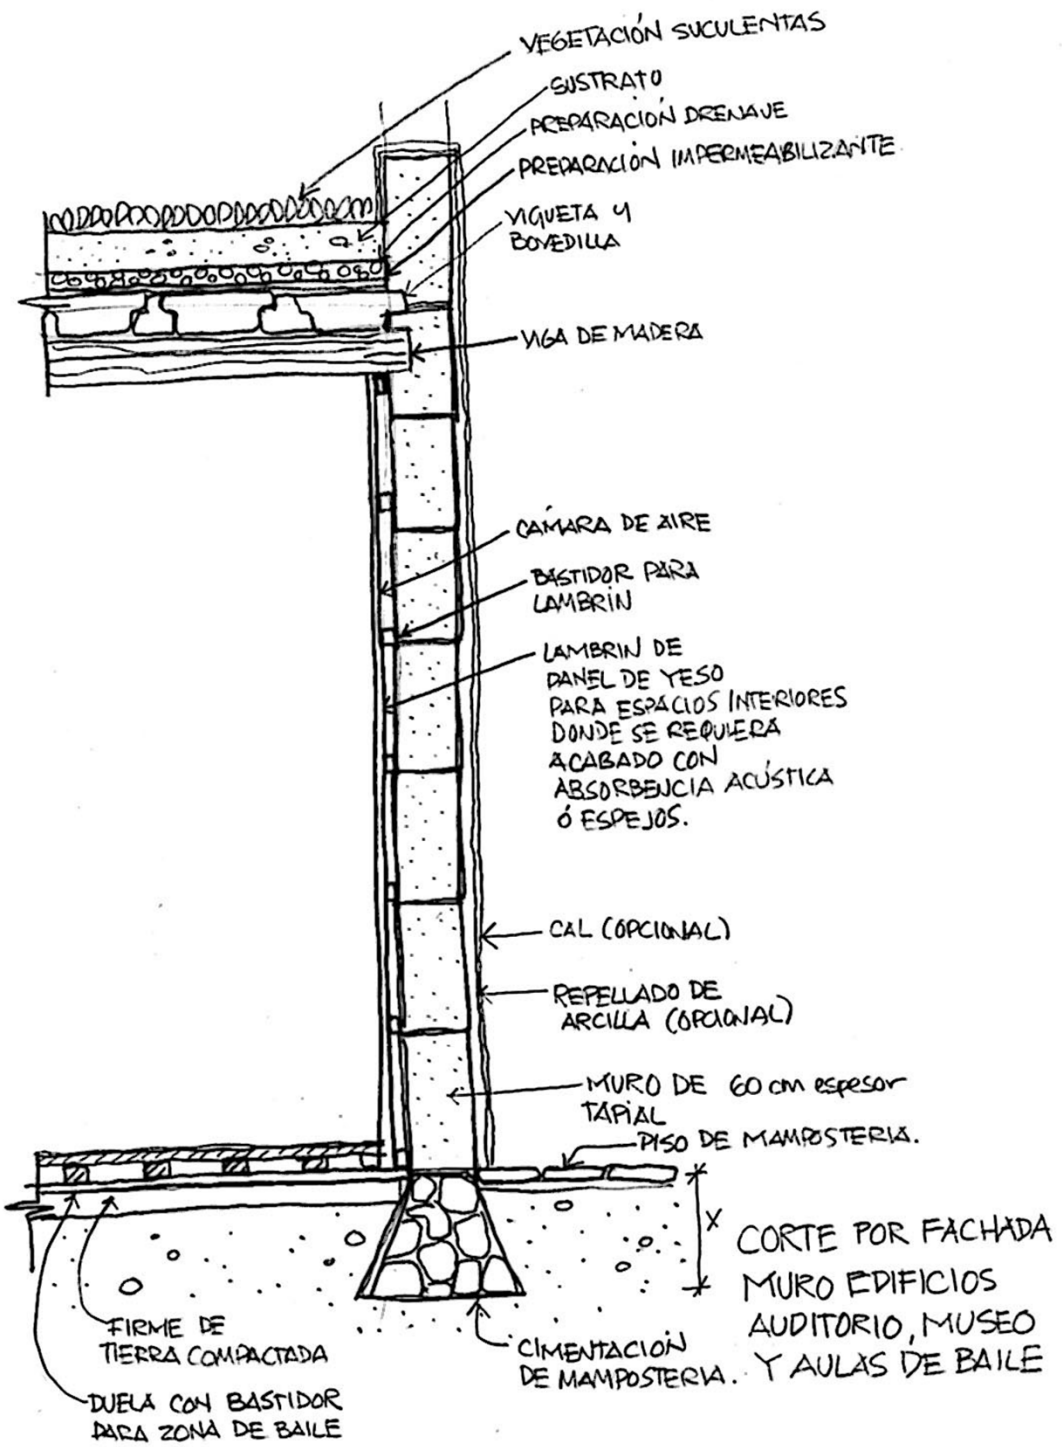 VEGETACIÓN SUCULENTAS
SUSTRATO
PREPARACIÓN DRENAJE
PREPARACIÓN IMPERMEABILIZANTE
VIGUETA Y
BOVEDILLA
VIGA DE MADERA
CÁMARA DE AIRE
BASTIDOR PARA
LAMBRIN
LAMBRIN DE
PANEL DE YESO
PARA ESPACIOS INTERIORES
DONDE SE REQUIERA
ACABADO CON
ABSORBENCIA ACÚSTICA
Ó ESPEJOS.
CAL (OPCIONAL)
REPELLADO DE
ARCILLA (OPCIONAL)
MURO DE 60 cm espesor
TAPIAL
PISO DE MAMPOSTERIA.
X
CORTE POR FACHADA
MURO EDIFICIOS
AUDITORIO, MUSEO
Y AULAS DE BAILE
FIRME DE
TIERRA COMPACTADA
CIMENTACIÓN
DE MAMPOSTERIA.
DUELA CON BASTIDOR
PARA ZONA DE BAILE